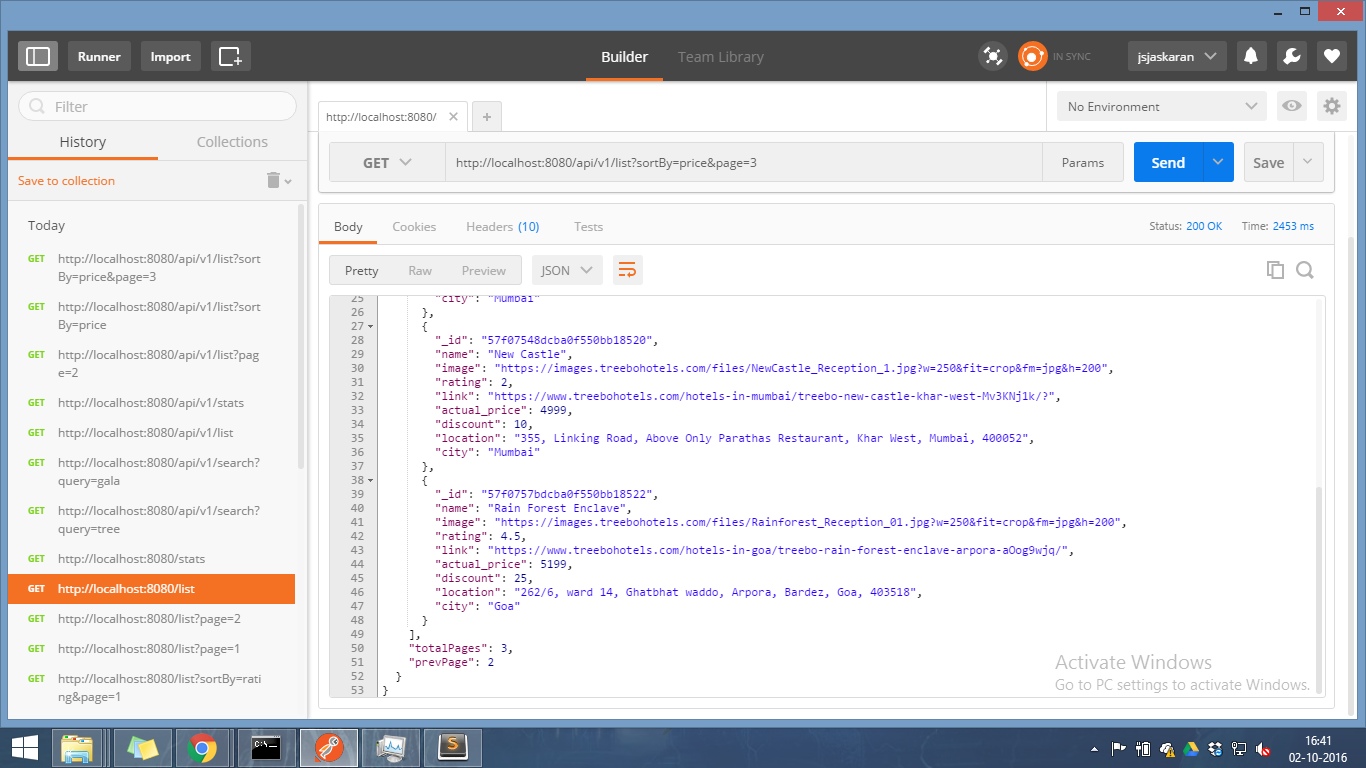 Runner
Import
Builder
Team Library
IN SYNC
jsjaskaran
Filter
History
Collections
Save to collection
Today
GET http://localhost:8080/api/v1/list?sort
By=price&page=3
GET http://localhost:8080/api/v1/list?sort
By=price
GET http://localhost:8080/api/v1/list?pag
e=2
GET http://localhost:8080/api/v1/stats
GET http://localhost:8080/api/v1/list
GET http://localhost:8080/api/v1/search?
query=gala
GET http://localhost:8080/api/v1/search?
query=tree
GET http://localhost:8080/stats
GET http://localhost:8080/list
GET http://localhost:8080/list?page=2
GET http://localhost:8080/list?page=1
GET http://localhost:8080/list?sortBy=rati
ng&page=1
http://localhost:8080/
No Environment
GET http://localhost:8080/api/v1/list?sortBy=price&page=3 Params Send Save
Body Cookies Headers (10) Tests Status: 200 OK Time: 2453 ms
Pretty Raw Preview JSON
25 "city": "Mumbai"
26 },
27 {
28 "_id": "57f07548dcba0f550bb18520",
29 "name": "New Castle",
30 "image": "https://images.treebohotels.com/files/NewCastle_Reception_1.jpg?w=250&fit=crop&fm=jpg&h=200",
31 "rating": 2,
32 "link": "https://www.treebohotels.com/hotels-in-mumbai/treebo-new-castle-khar-west-Mv3KNj1k/?",
33 "actual_price": 4999,
34 "discount": 10,
35 "location": "355, Linking Road, Above Only Parathas Restaurant, Khar West, Mumbai, 400052",
36 "city": "Mumbai"
37 },
38 {
39 "_id": "57f0757bdcba0f550bb18522",
40 "name": "Rain Forest Enclave",
41 "image": "https://images.treebohotels.com/files/Rainforest_Reception_01.jpg?w=250&fit=crop&fm=jpg&h=200",
42 "rating": 4.5,
43 "link": "https://www.treebohotels.com/hotels-in-goa/treebo-rain-forest-enclave-arpora-aOog9wjq/",
44 "actual_price": 5199,
45 "discount": 25,
46 "location": "262/6, ward 14, Ghatbhat waddo, Arpora, Bardez, Goa, 403518",
47 "city": "Goa"
48 }
49 ],
50 "totalPages": 3,
51 "prevPage": 2
52 }
53 }
Activate Windows
Go to PC settings to activate Windows.
16:41
02-10-2016